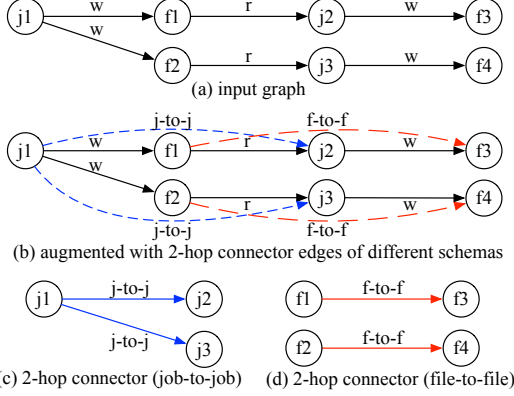 j1 w f1 r j2 w f3
w
f2 r j3 w f4
(a) input graph
j-to-j f-to-f
j1 w f1 r j2 w f3
w
f2 r j3 w f4
j-to-j f-to-f
(b) augmented with 2-hop connector edges of different schemas
j1 j-to-j j2
j-to-j j3
f1 f-to-f f3
f2 f-to-f f4
(c) 2-hop connector (job-to-job)
(d) 2-hop connector (file-to-file)